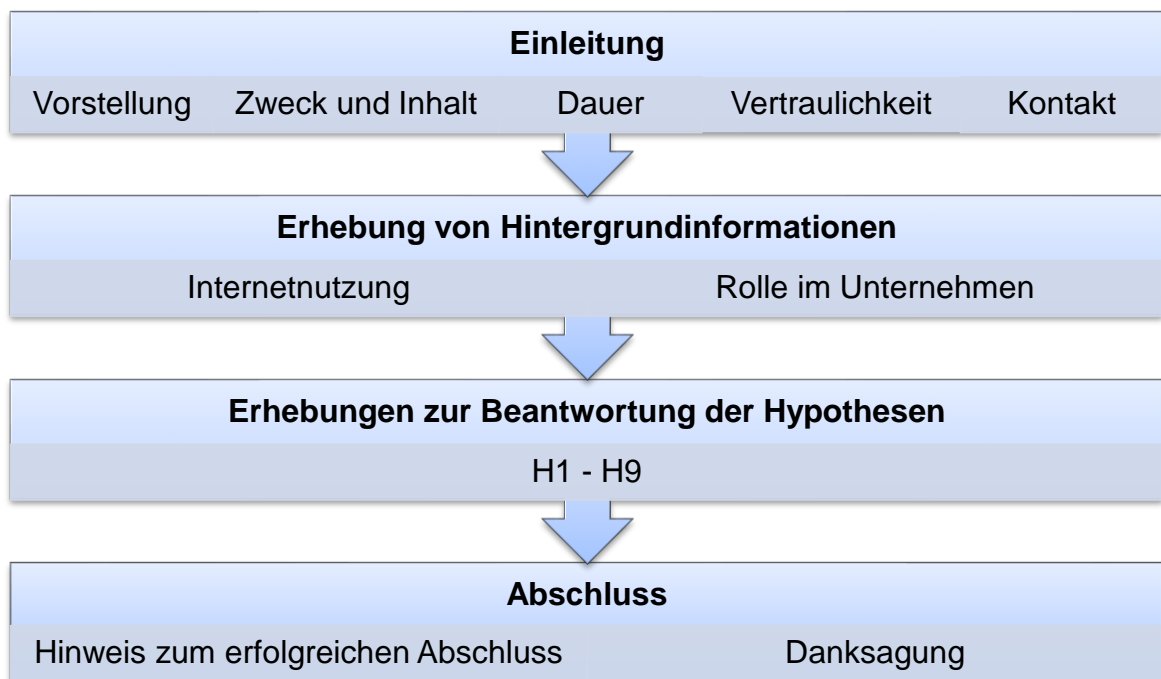 Einleitung
Vorstellung Zweck und Inhalt Dauer Vertraulichkeit Kontakt
Erhebung von Hintergrundinformationen
Internetnutzung Rolle im Unternehmen
Erhebungen zur Beantwortung der Hypothesen
H1 - H9
Abschluss
Hinweis zum erfolgreichen Abschluss Danksagung